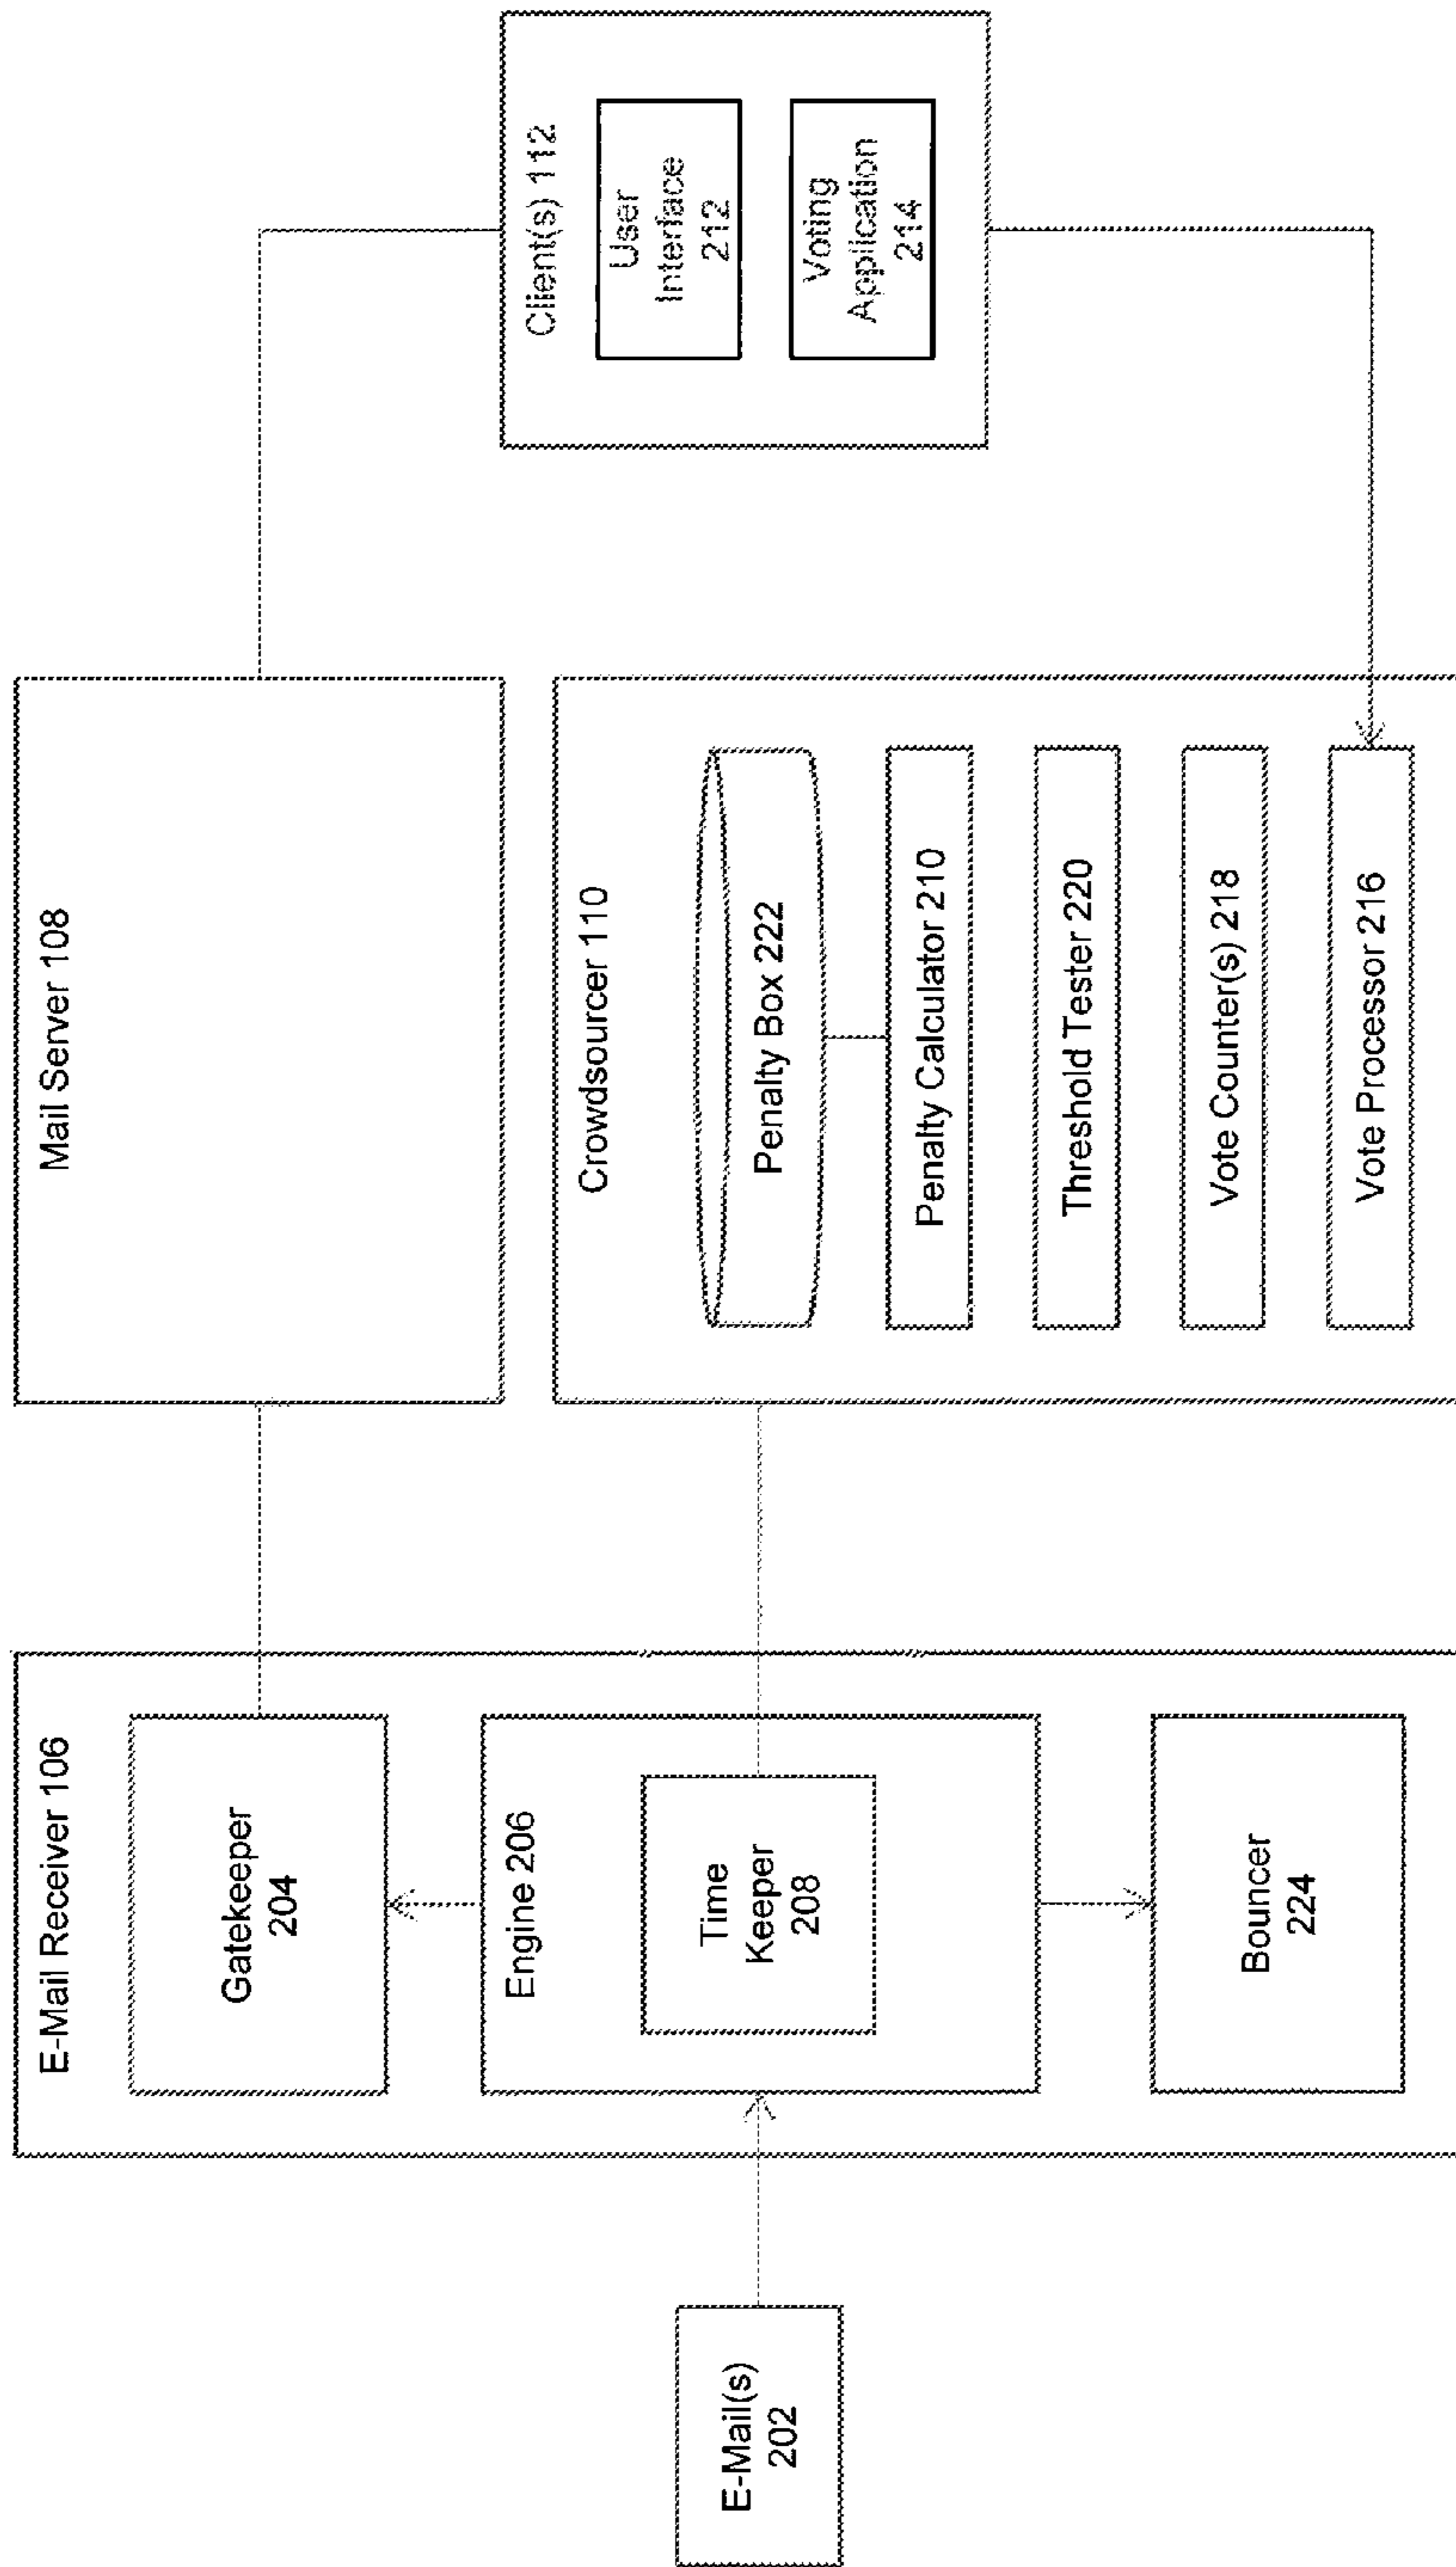 E-Mail(s)
202
E-Mail Receiver 106
Gatekeeper
204
Engine 206
Time
Keeper
208
Bouncer
224
Mail Server 108
Crowdsourcer 110
Penalty Box 222
Penalty Calculator 210
Threshold Tester 220
Vote Counter(s) 218
Vote Processor 216
Client(s) 112
User
Interface
212
Voting
Application
214